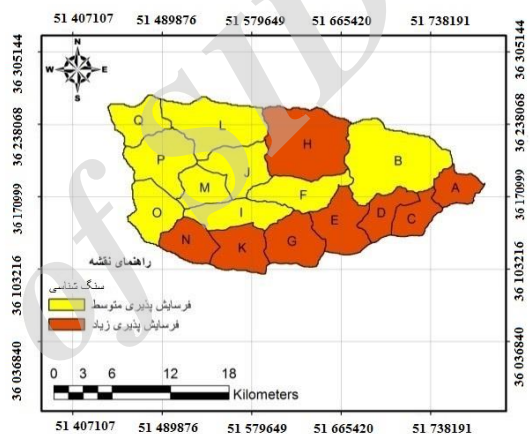 51 407107 51 489876 51 579649 51 665420 51 738191
36 305144
36 238068
36 170099
36 103216
36 036840
36 305144
36 238068
36 170099
36 103216
36 036840
N
W E
S
Q
L
H
P
B
J
M
F
A
O
I
E
D
C
N
K
G
راهنمای نقشه
سنگ شناسی
فرسایش پذیری متوسط
فرسایش پذیری زیاد
0 3 6 12 18
Kilometers
51 407107 51 489876 51 579649 51 665420 51 738191
of SID